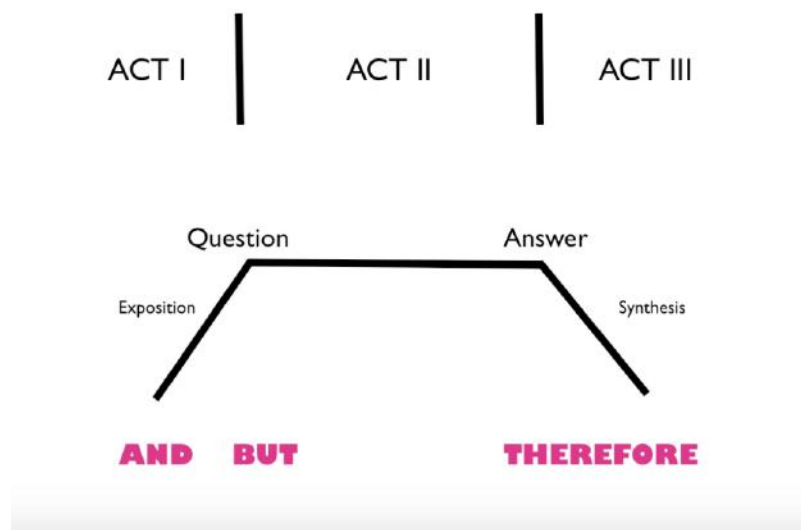 ACT I ACT II ACT III
Question Answer
Exposition Synthesis
AND BUT THEREFORE